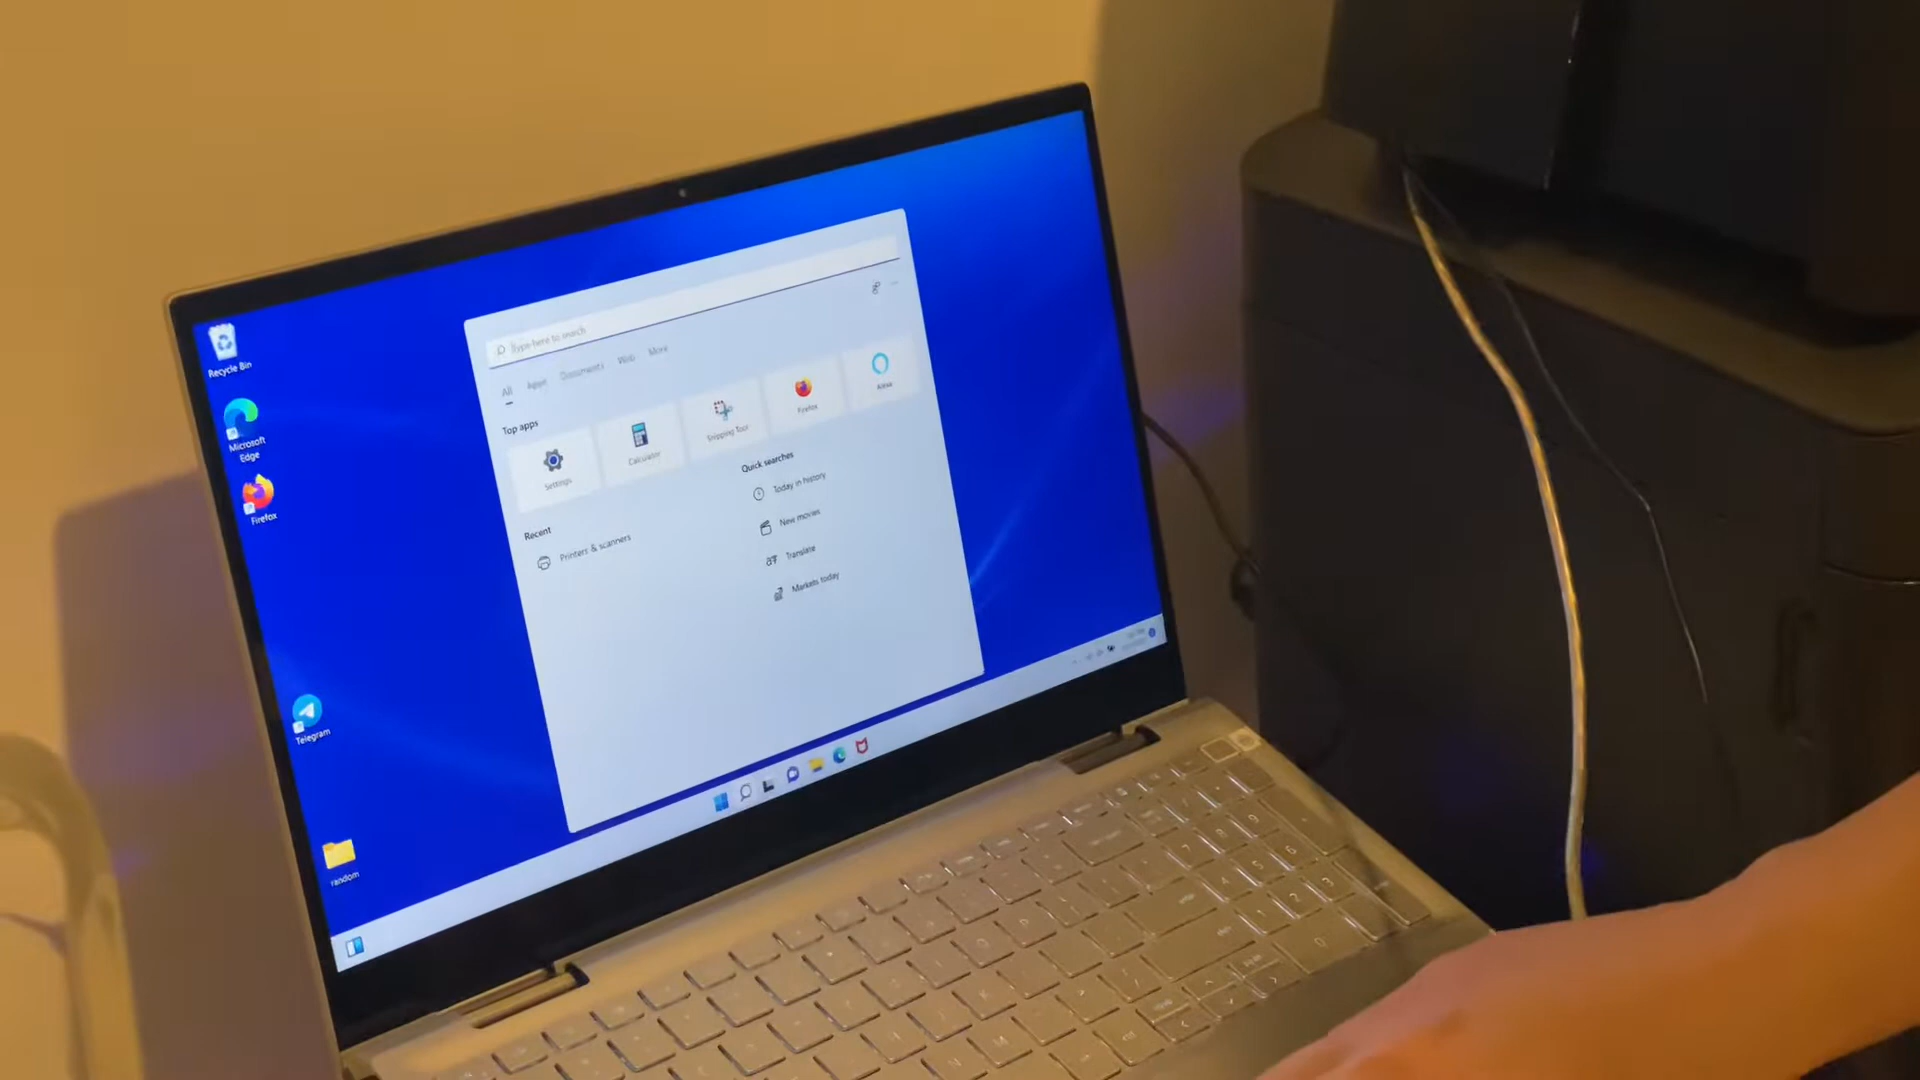 Recycle Bin
Microsoft
Edge
Firefox
Telegram
random
Type here to search
All Apps Documents Web More
Top apps
Settings
Calculator
Snipping Tool
Firefox
Alexa
Recent
Printers & scanners
Quick searches
Today in history
New movies
Translate
Markets today